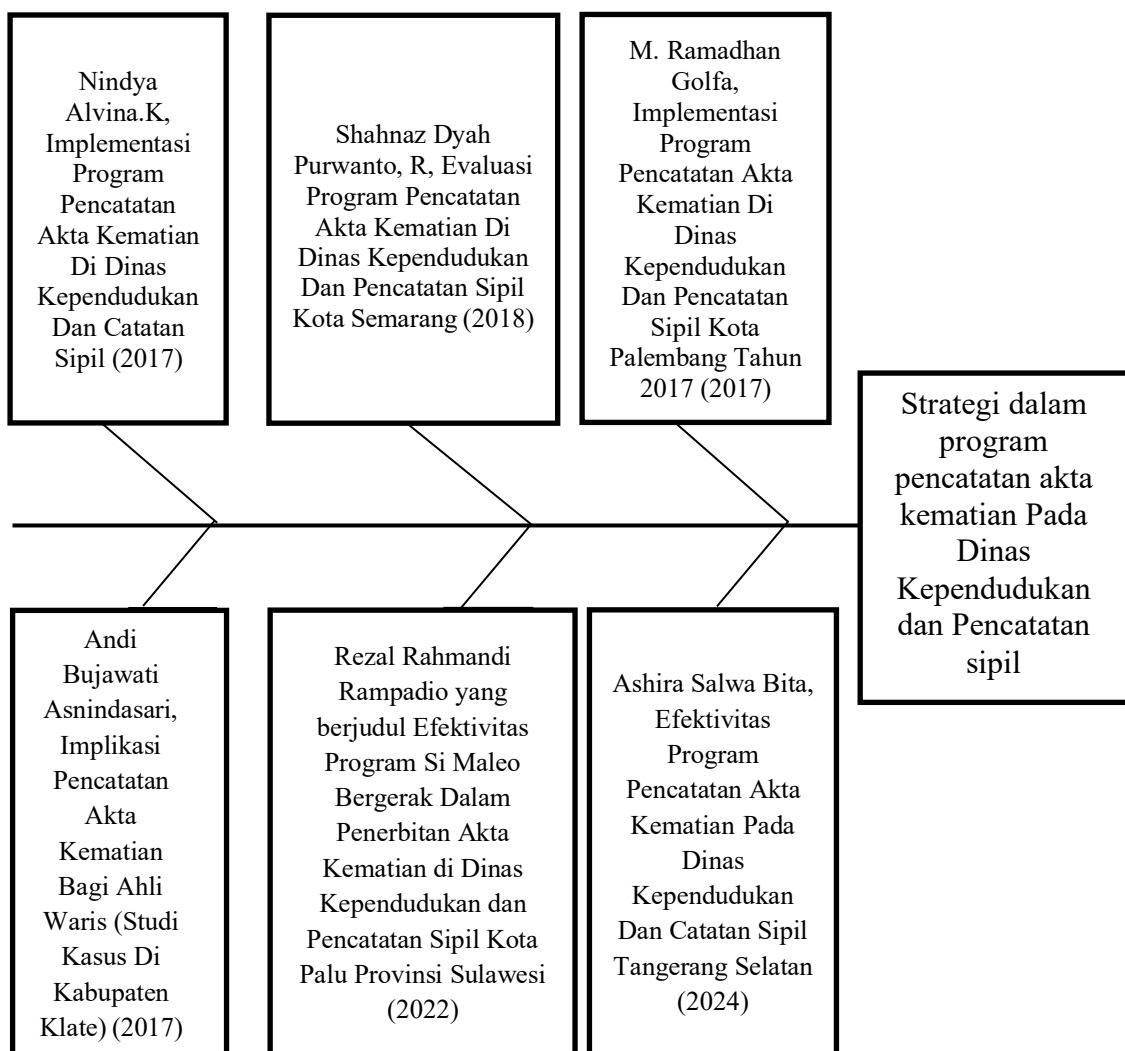 Nindya
Alvina.K,
Implementasi
Program
Pencatatan
Akta Kematian
Di Dinas
Kependudukan
Dan Catatan
Sipil (2017)
Shahnaz Dyah
Purwanto, R, Evaluasi
Program Pencatatan
Akta Kematian Di
Dinas Kependudukan
Dan Pencatatan Sipil
Kota Semarang (2018)
M. Ramadhan
Golfa,
Implementasi
Program
Pencatatan Akta
Kematian Di
Dinas
Kependudukan
Dan Pencatatan
Sipil Kota
Palembang Tahun
2017 (2017)
Strategi dalam
program
pencatatan akta
kematian Pada
Dinas
Kependudukan
dan Pencatatan
sipil
Andi
Bujawati
Asnindasari,
Implikasi
Pencatatan
Akta
Kematian
Bagi Ahli
Waris (Studi
Kasus Di
Kabupaten
Klate) (2017)
Rezal Rahmandi
Rampadio yang
berjudul Efektivitas
Program Si Maleo
Bergerak Dalam
Penerbitan Akta
Kematian di Dinas
Kependudukan dan
Pencatatan Sipil Kota
Palu Provinsi Sulawesi
(2022)
Ashira Salwa Bita,
Efektivitas
Program
Pencatatan Akta
Kematian Pada
Dinas
Kependudukan
Dan Catatan Sipil
Tangerang Selatan
(2024)